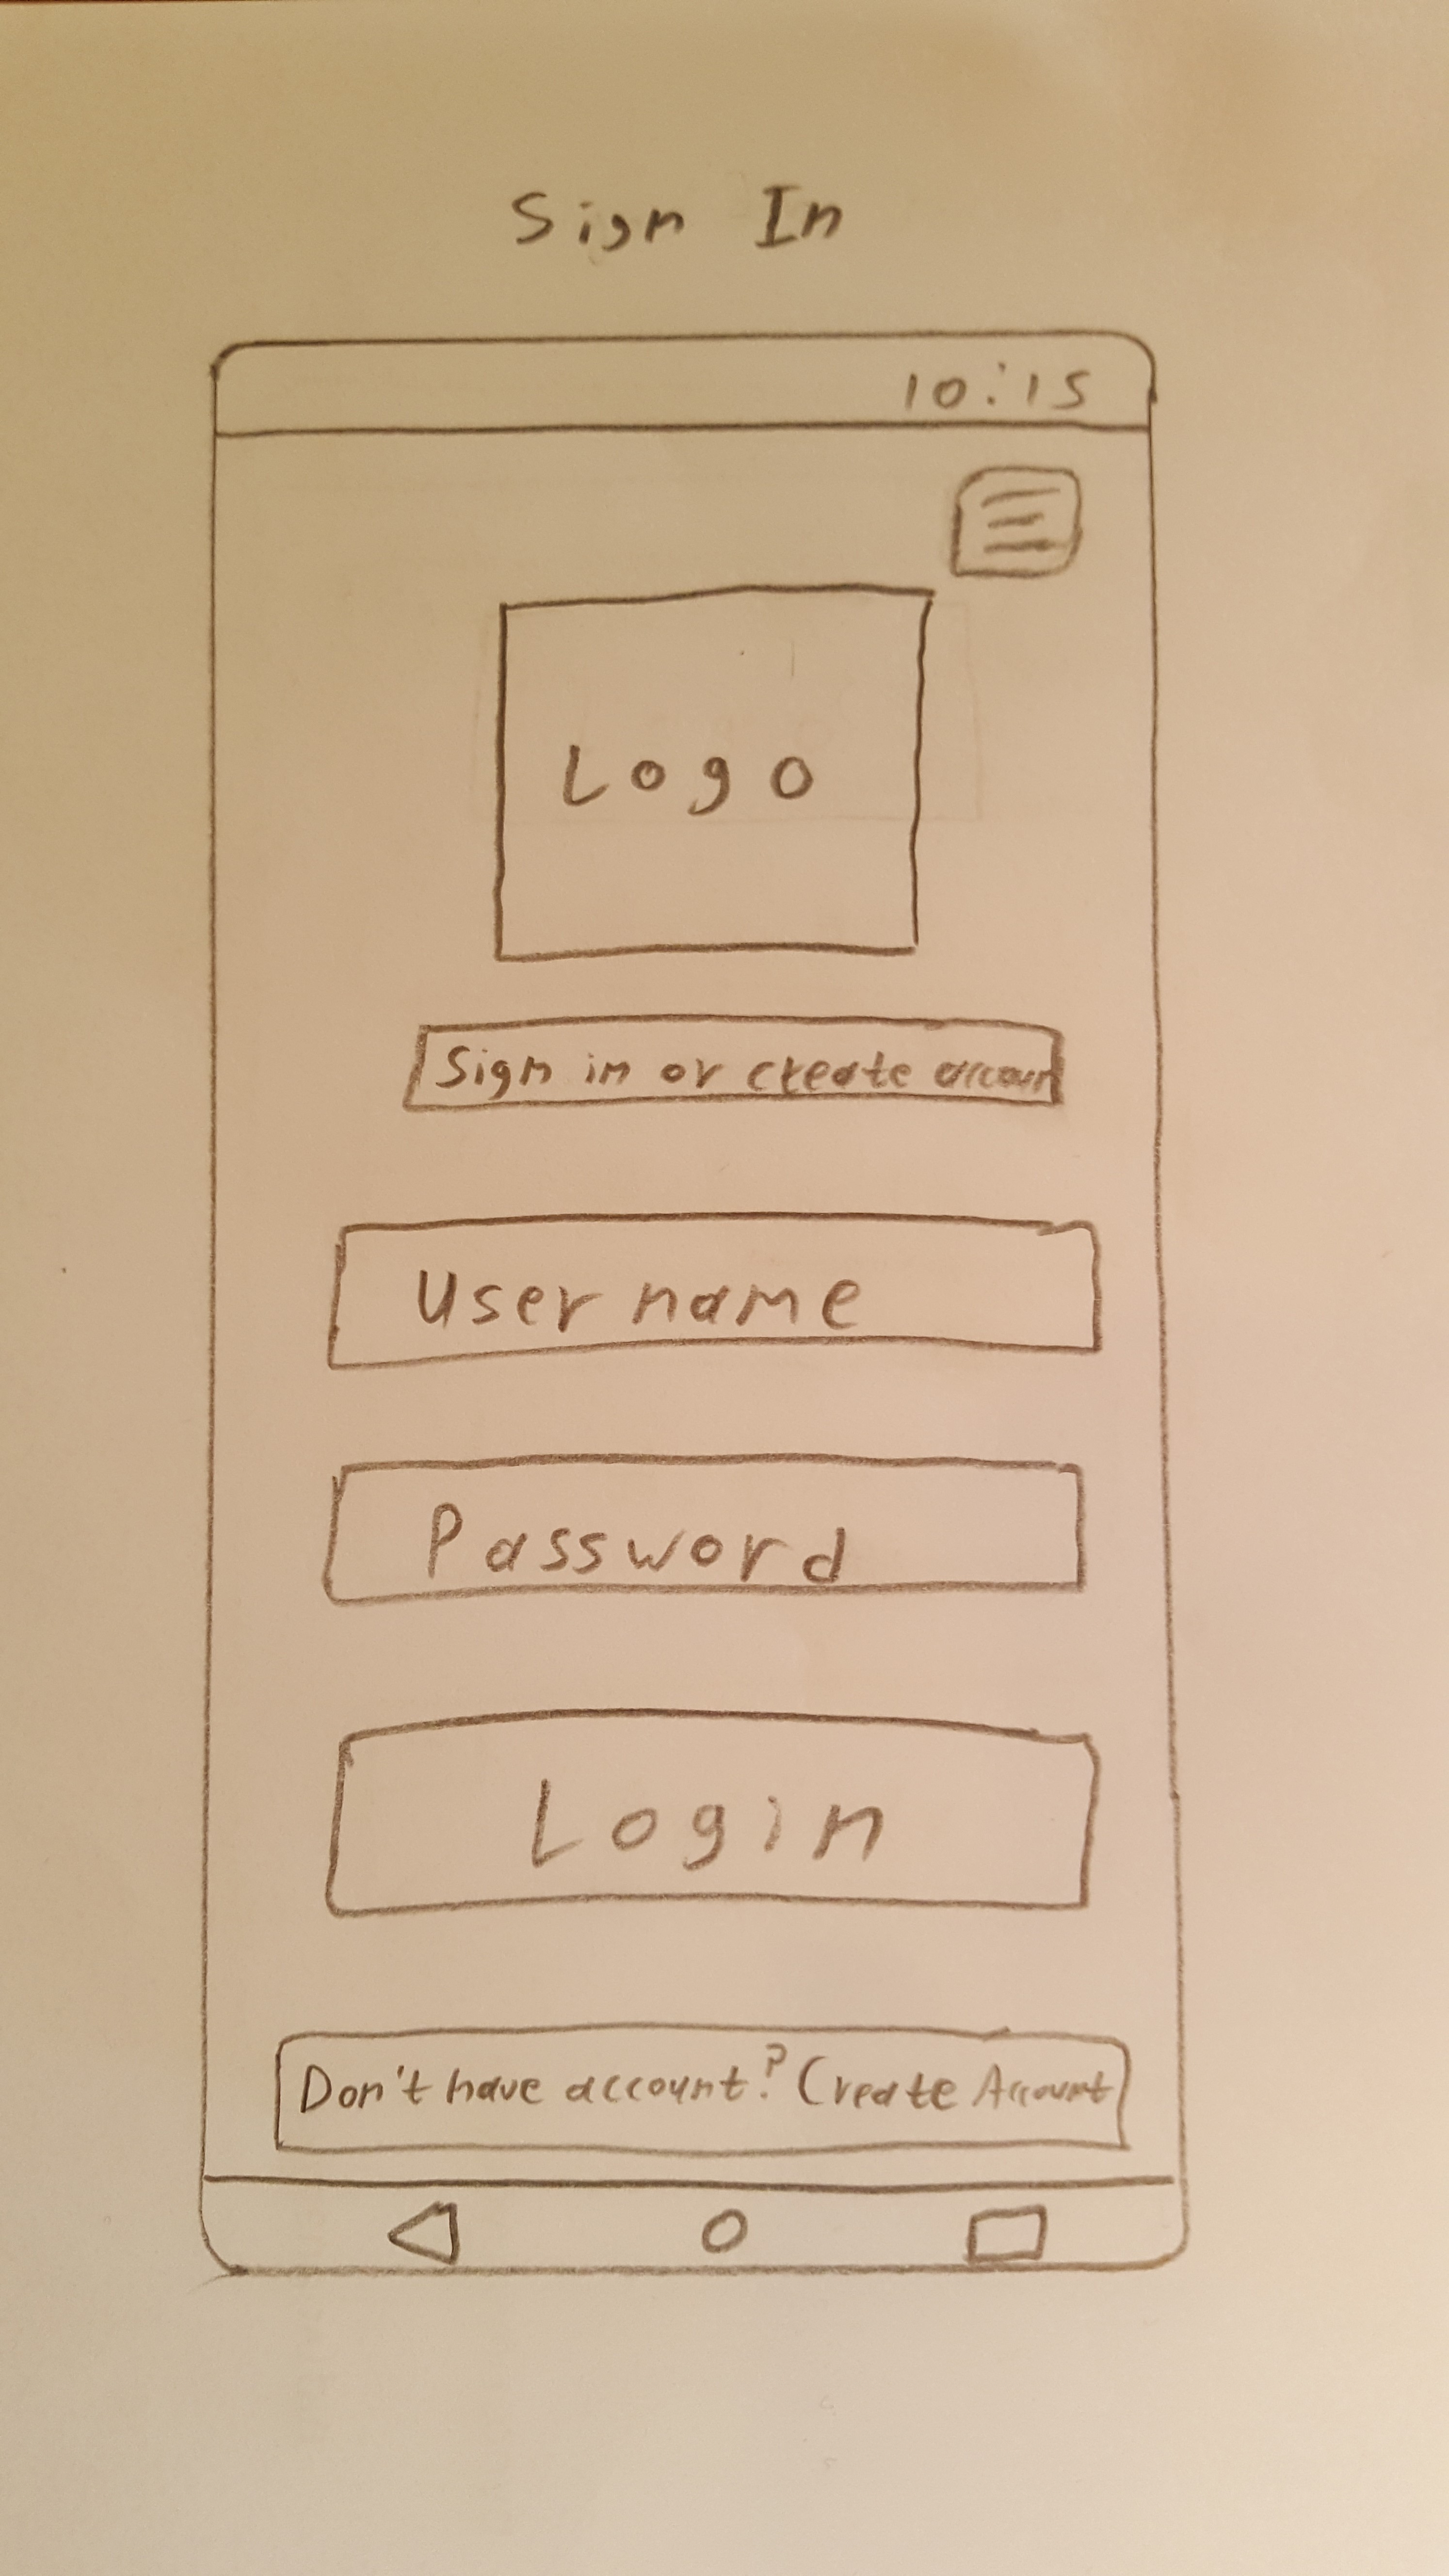 Sign In
10:15
Logo
Sign in or create accoun
User name
Password
Login
Don't have account? Create Account